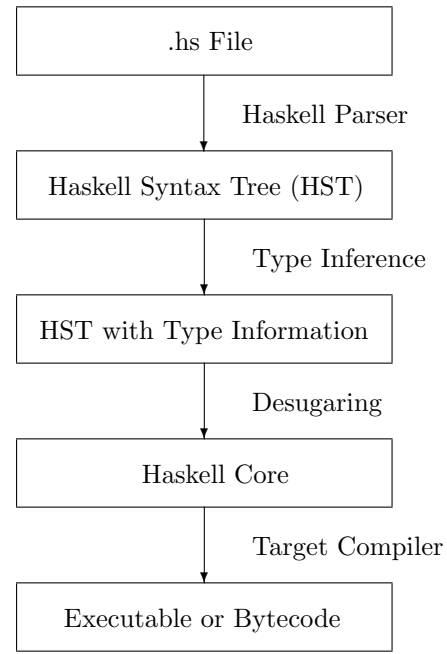 .hs File
Haskell Parser
Haskell Syntax Tree (HST)
Type Inference
HST with Type Information
Desugaring
Haskell Core
Target Compiler
Executable or Bytecode